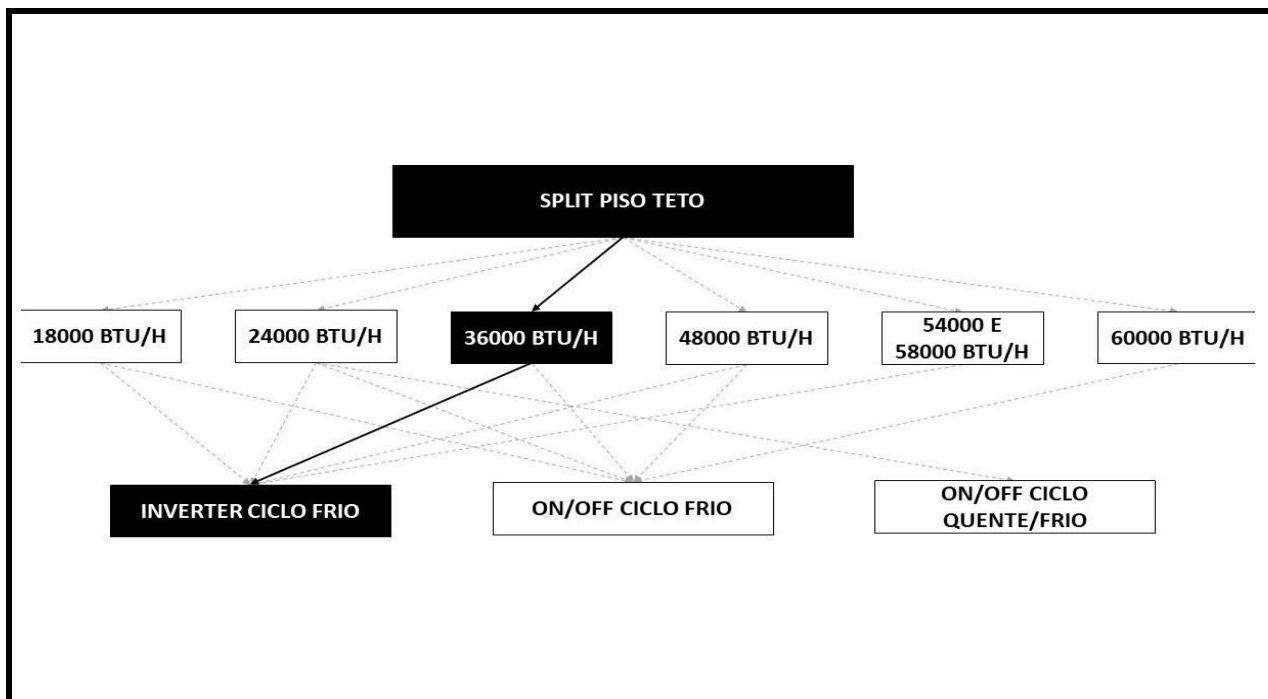 SPLIT PISO TETO
18000 BTU/H
24000 BTU/H
36000 BTU/H
48000 BTU/H
54000 E
58000 BTU/H
60000 BTU/H
INVERTER CICLO FRIO
ON/OFF CICLO FRIO
ON/OFF CICLO
QUENTE/FRIO